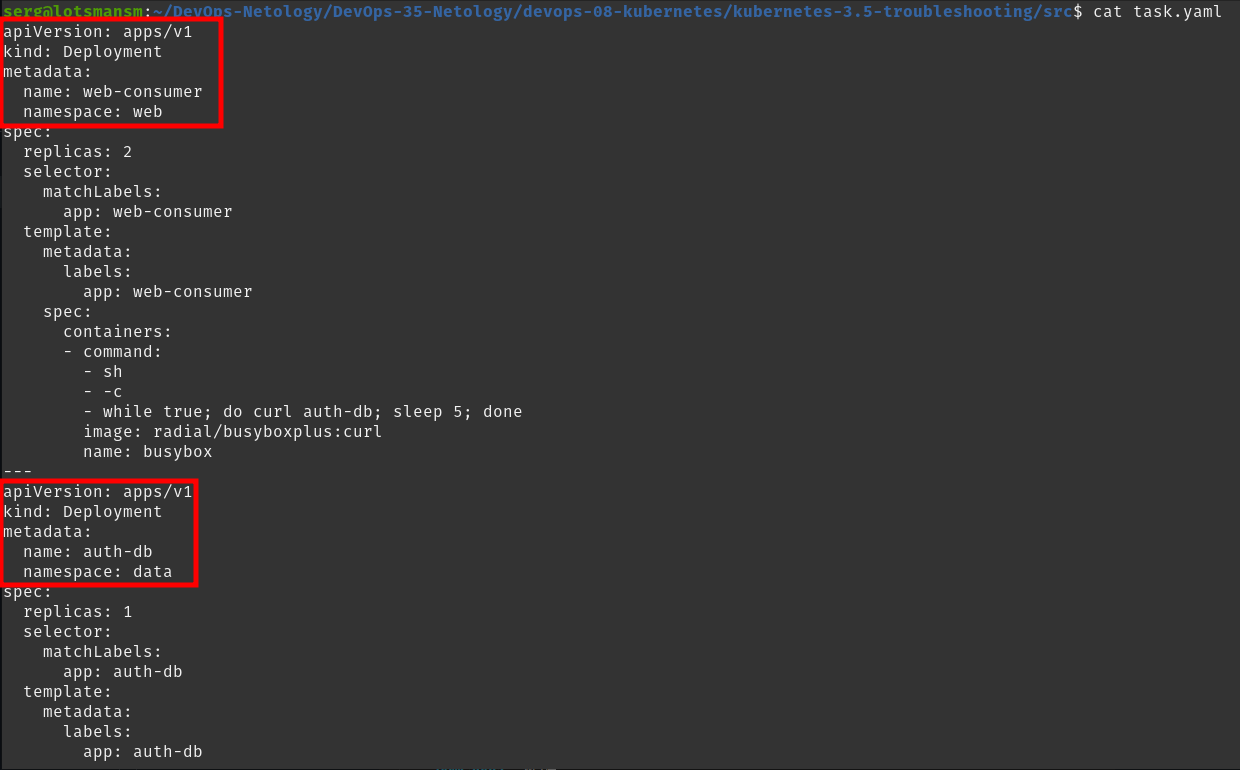 serg@lotsmansm:~/DevOps-Netology/DevOps-35-Netology/devops-08-kubernetes/kubernetes-3.5-troubleshooting/src$ cat task.yaml
apiVersion: apps/v1
kind: Deployment
metadata:
  name: web-consumer
  namespace: web
spec:
  replicas: 2
  selector:
    matchLabels:
      app: web-consumer
  template:
    metadata:
      labels:
        app: web-consumer
    spec:
      containers:
      - command:
        - sh
        - -c
        - while true; do curl auth-db; sleep 5; done
        image: radial/busyboxplus:curl
        name: busybox
---
apiVersion: apps/v1
kind: Deployment
metadata:
  name: auth-db
  namespace: data
spec:
  replicas: 1
  selector:
    matchLabels:
      app: auth-db
  template:
    metadata:
      labels:
        app: auth-db